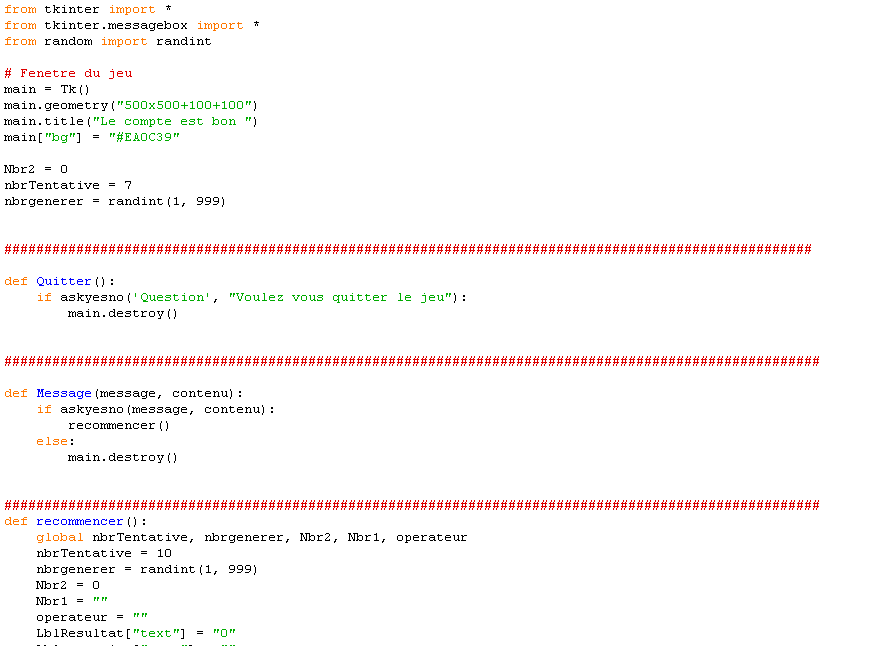 from tkinter import *
from tkinter.messagebox import *
from random import randint
# Fenetre du jeu
main = Tk()
main.geometry("500x500+100+100")
main.title("Le compte est bon ")
main["bg"] = "#EA0C39"
Nbr2 = 0
nbrTentative = 7
nbrgenerer = randint(1, 999)
#####################################################################################################
def Quitter():
    if askyesno('Question', "Voulez vous quitter le jeu"):
        main.destroy()
######################################################################################################
def Message(message, contenu):
    if askyesno(message, contenu):
        recommencer()
    else:
        main.destroy()
######################################################################################################
def recommencer():
    global nbrTentative, nbrgenerer, Nbr2, Nbr1, operateur
    nbrTentative = 10
    nbrgenerer = randint(1, 999)
    Nbr2 = 0
    Nbr1 = ""
    operateur = ""
    LblResultat["text"] = "0"